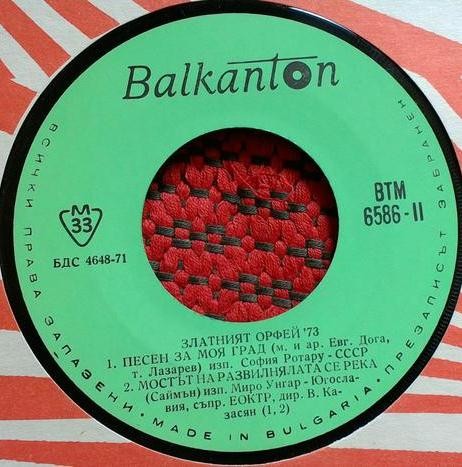 Balkanton
M
33
БДС 4648-71
ВТМ
6586-II
ЗЛАТНИЯТ ОРФЕЙ '73
1. ПЕСЕН ЗА МОЯ ГРАД (м. и ар. Евг. Дога,
т. Лазарев) изп. София Ротару - СССР
2. МОСТЪТ НА РАЗВИЛНЯЛАТА СЕ РЕКА
(Саймън) изп. Миро Унгар - Югосла-
вия, съпр. ЕОКТР, дир. В. Ка-
засян (1, 2)
ВСИЧКИ ПРАВА ЗАПАЗЕНИ · MADE IN BULGARIA · ПРЕЗАПИСЪТ ЗАБРАНЕН